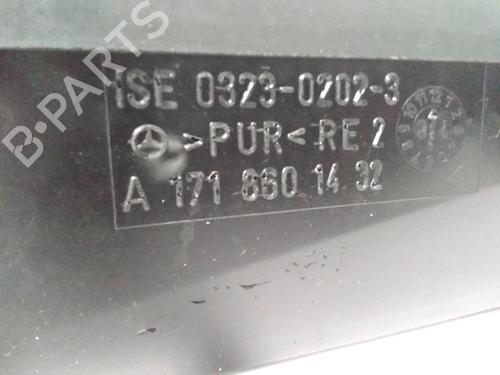 B-PARTS
ISE 0323-0202-3
>PUR< RE.2
A 171 860 14 32